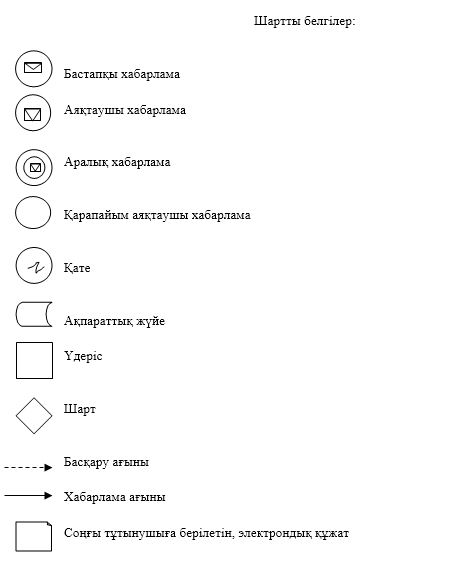 Шартты белгілер:
Бастапқы хабарлама
Аяқтаушы хабарлама
Аралық хабарлама
Қарапайым аяқтаушы хабарлама
Қате
Ақпараттық жүйе
Үдеріс
Шарт
Басқару ағыны
Хабарлама ағыны
Соңғы тұтынушыға берілетін, электрондық құжат